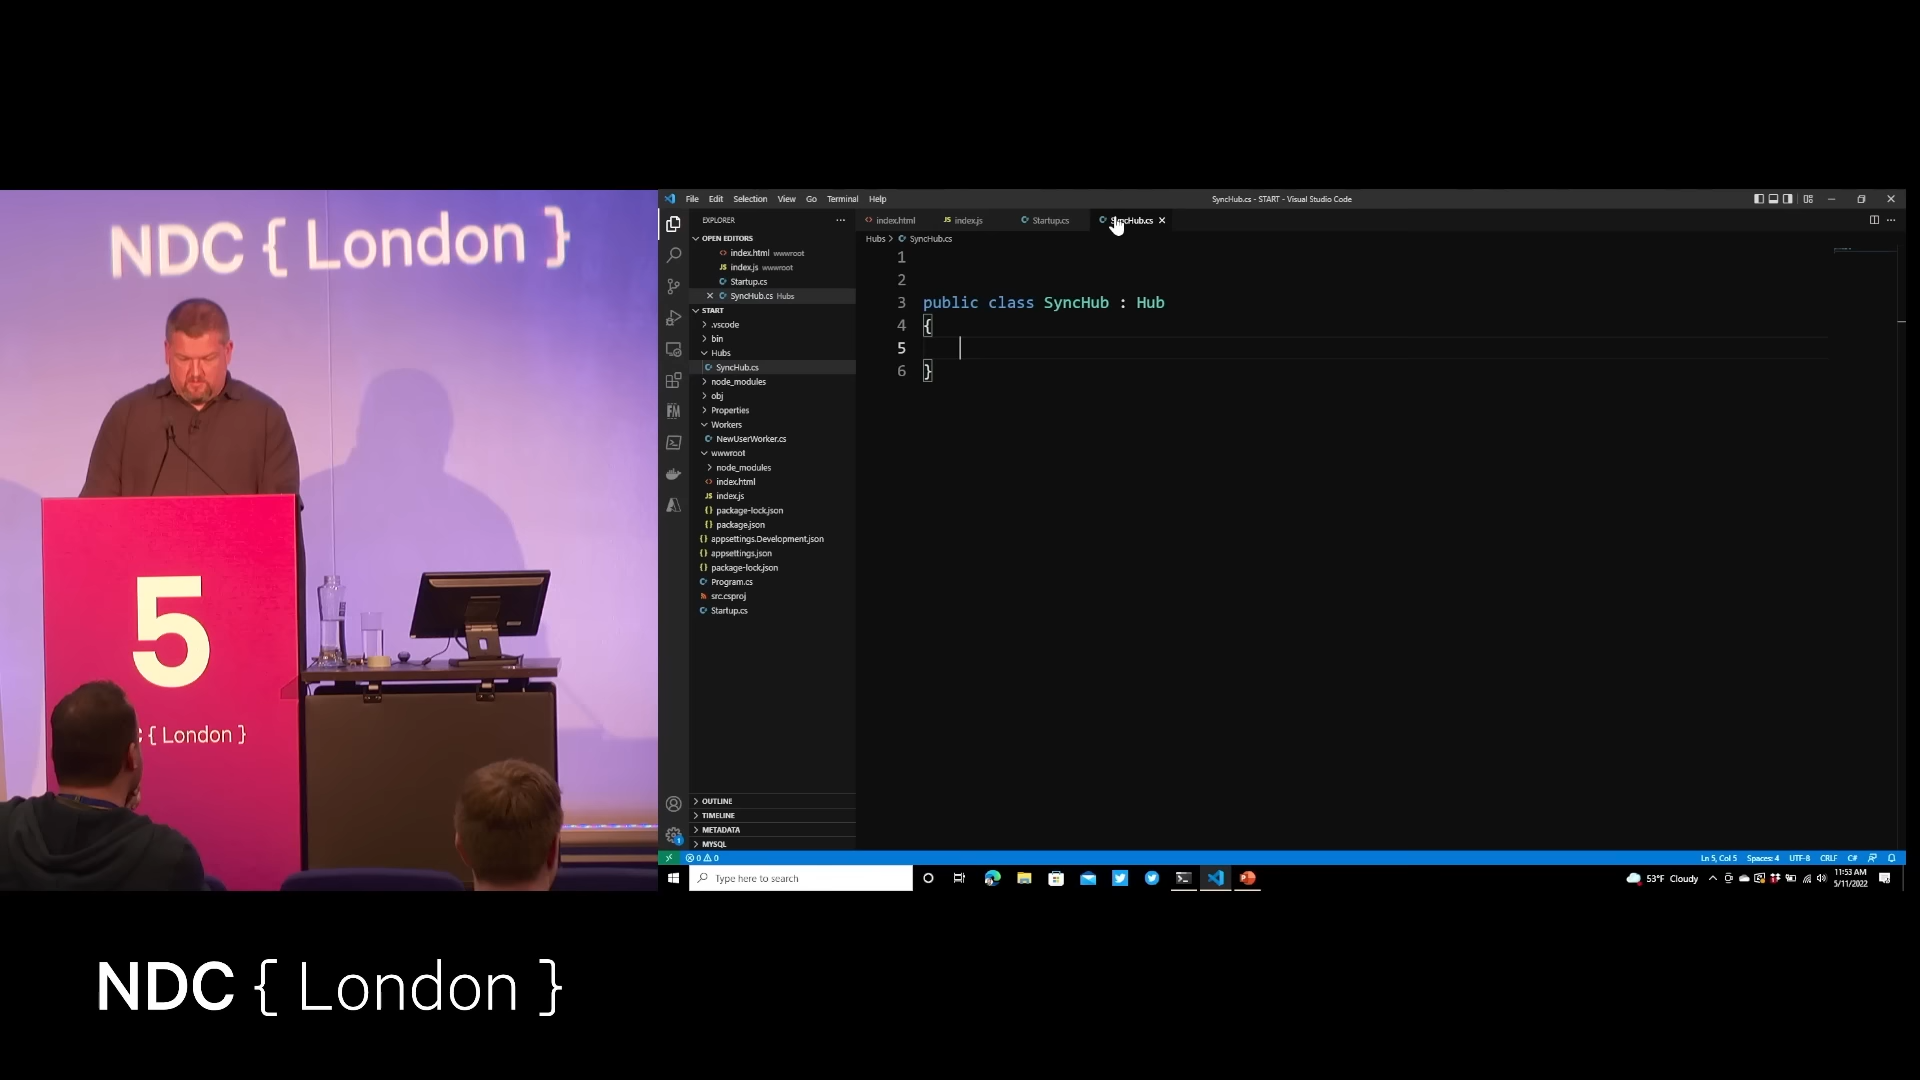 NDC { London }
5
{ London }
NDC { London }
File Edit Selection View Go Terminal Help
SyncHub.cs - START - Visual Studio Code
EXPLORER
index.html
index.js
Startup.cs
SyncHub.cs
OPEN EDITORS
index.html wwwroot
index.js wwwroot
Startup.cs
SyncHub.cs Hubs
START
.vscode
bin
Hubs
SyncHub.cs
node_modules
obj
Properties
Workers
NewUserWorker.cs
wwwroot
node_modules
index.html
index.js
package-lock.json
package.json
appsettings.Development.json
appsettings.json
package-lock.json
Program.cs
src.csproj
Startup.cs
OUTLINE
TIMELINE
METADATA
MYSQL
Hubs > SyncHub.cs
1
2
3 public class SyncHub : Hub
4 {
5
6 }
0 0
Ln 5, Col 5 Spaces: 4 UTF-8 CRLF C#
Type here to search
53°F Cloudy
11:53 AM
5/11/2022